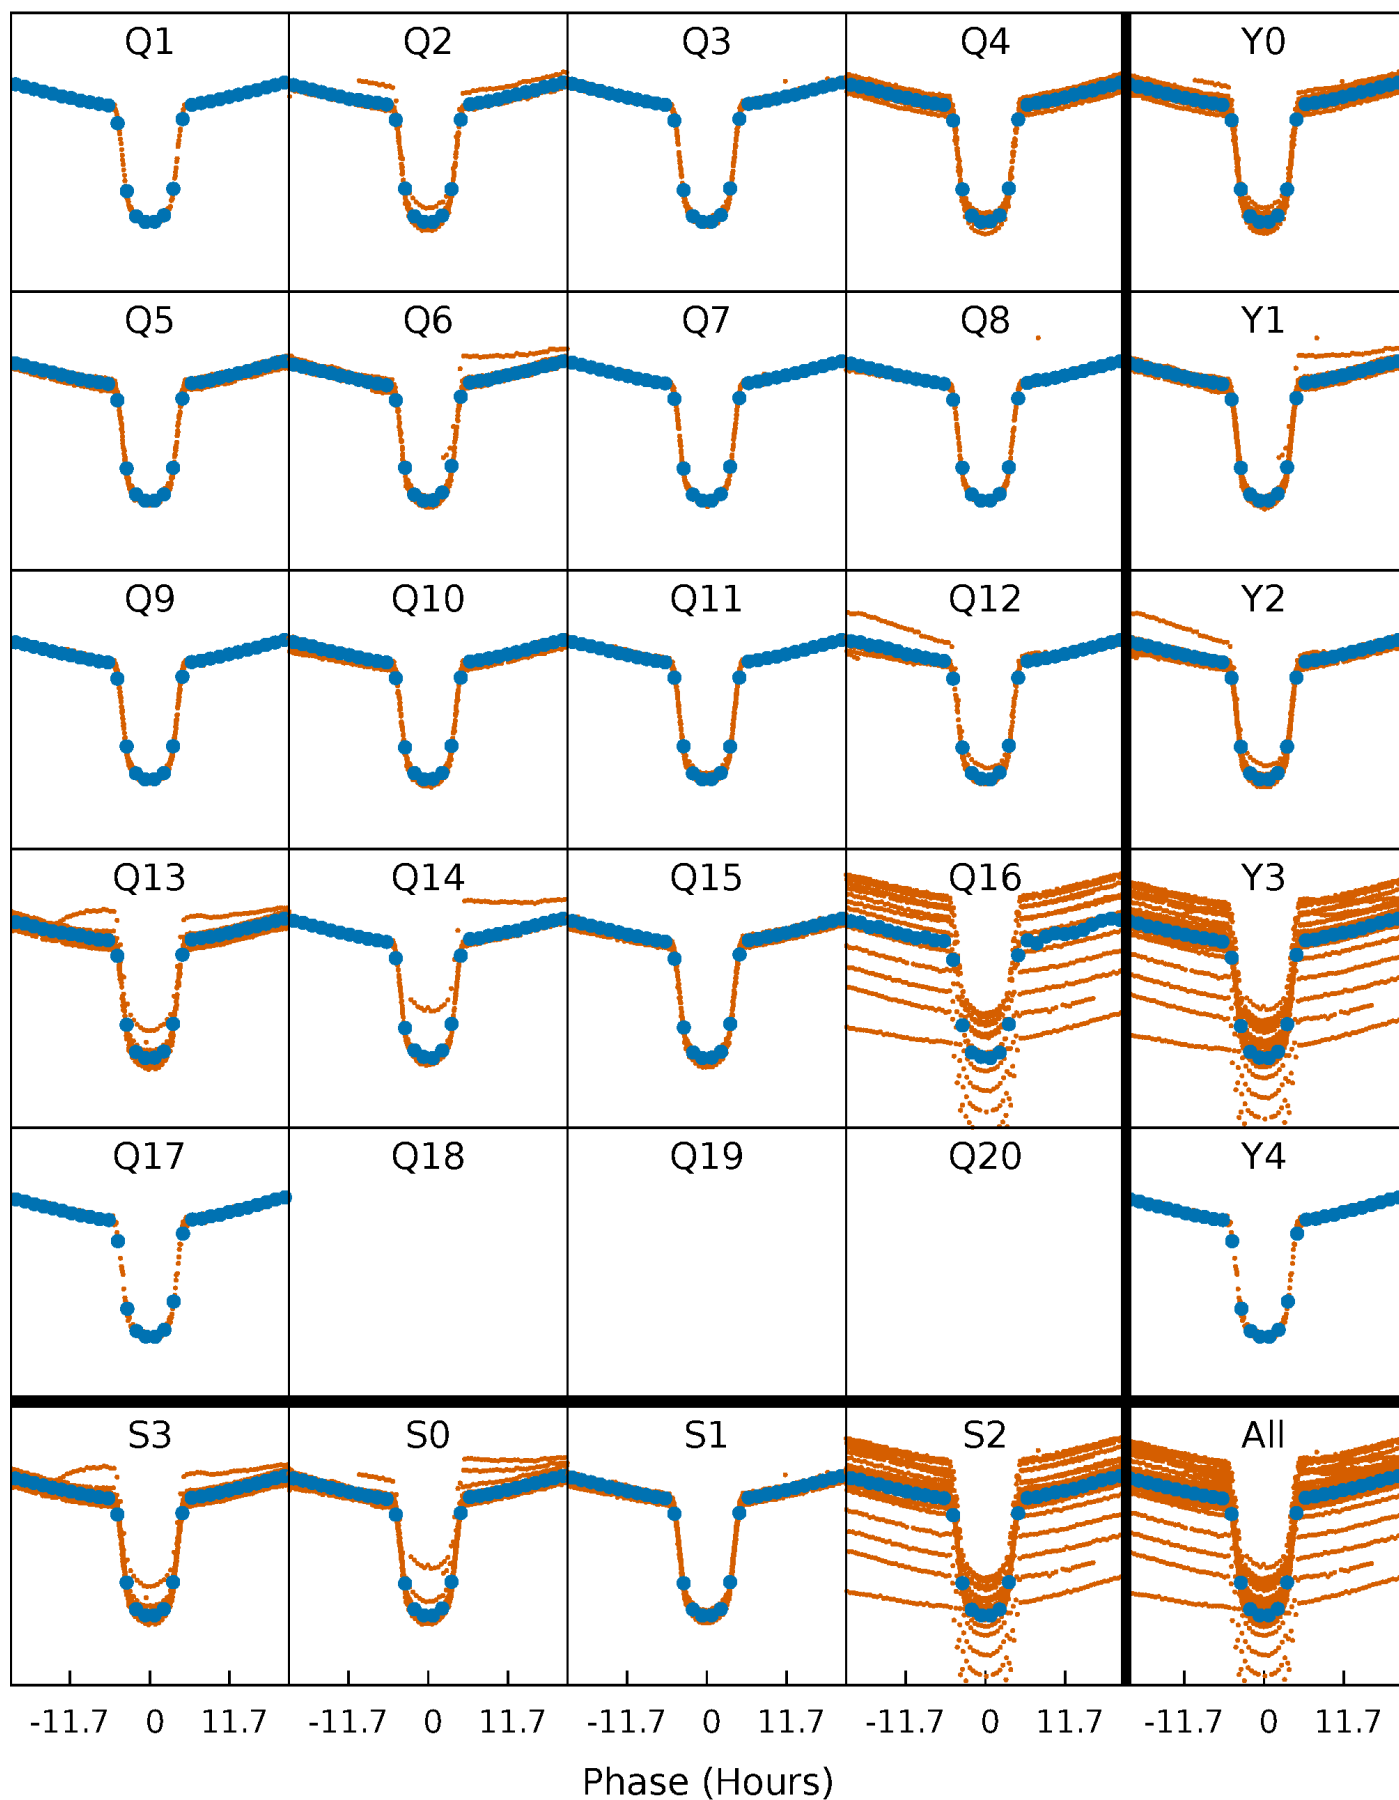 Q1 Q2 Q3 Q4 Y0
Q5 Q6 Q7 Q8 Y1
Q9 Q10 Q11 Q12 Y2
Q13 Q14 Q15 Q16 Y3
Q17 Q18 Q19 Q20 Y4
S3 S0 S1 S2 All
-11.7 0 11.7 -11.7 0 11.7 -11.7 0 11.7 -11.7 0 11.7 -11.7 0 11.7
Phase (Hours)